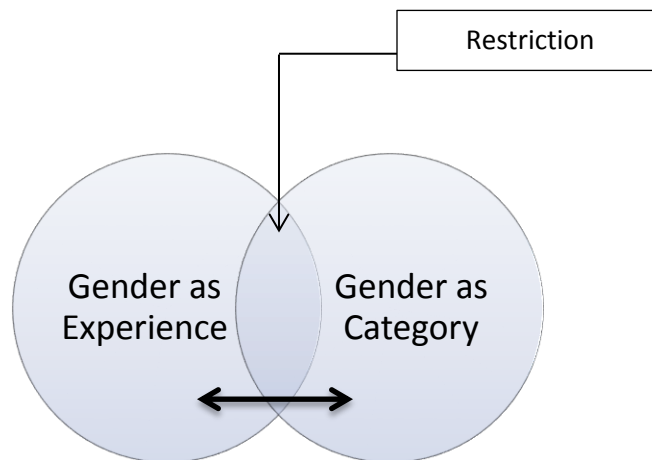 Restriction
Gender as
Experience
Gender as
Category